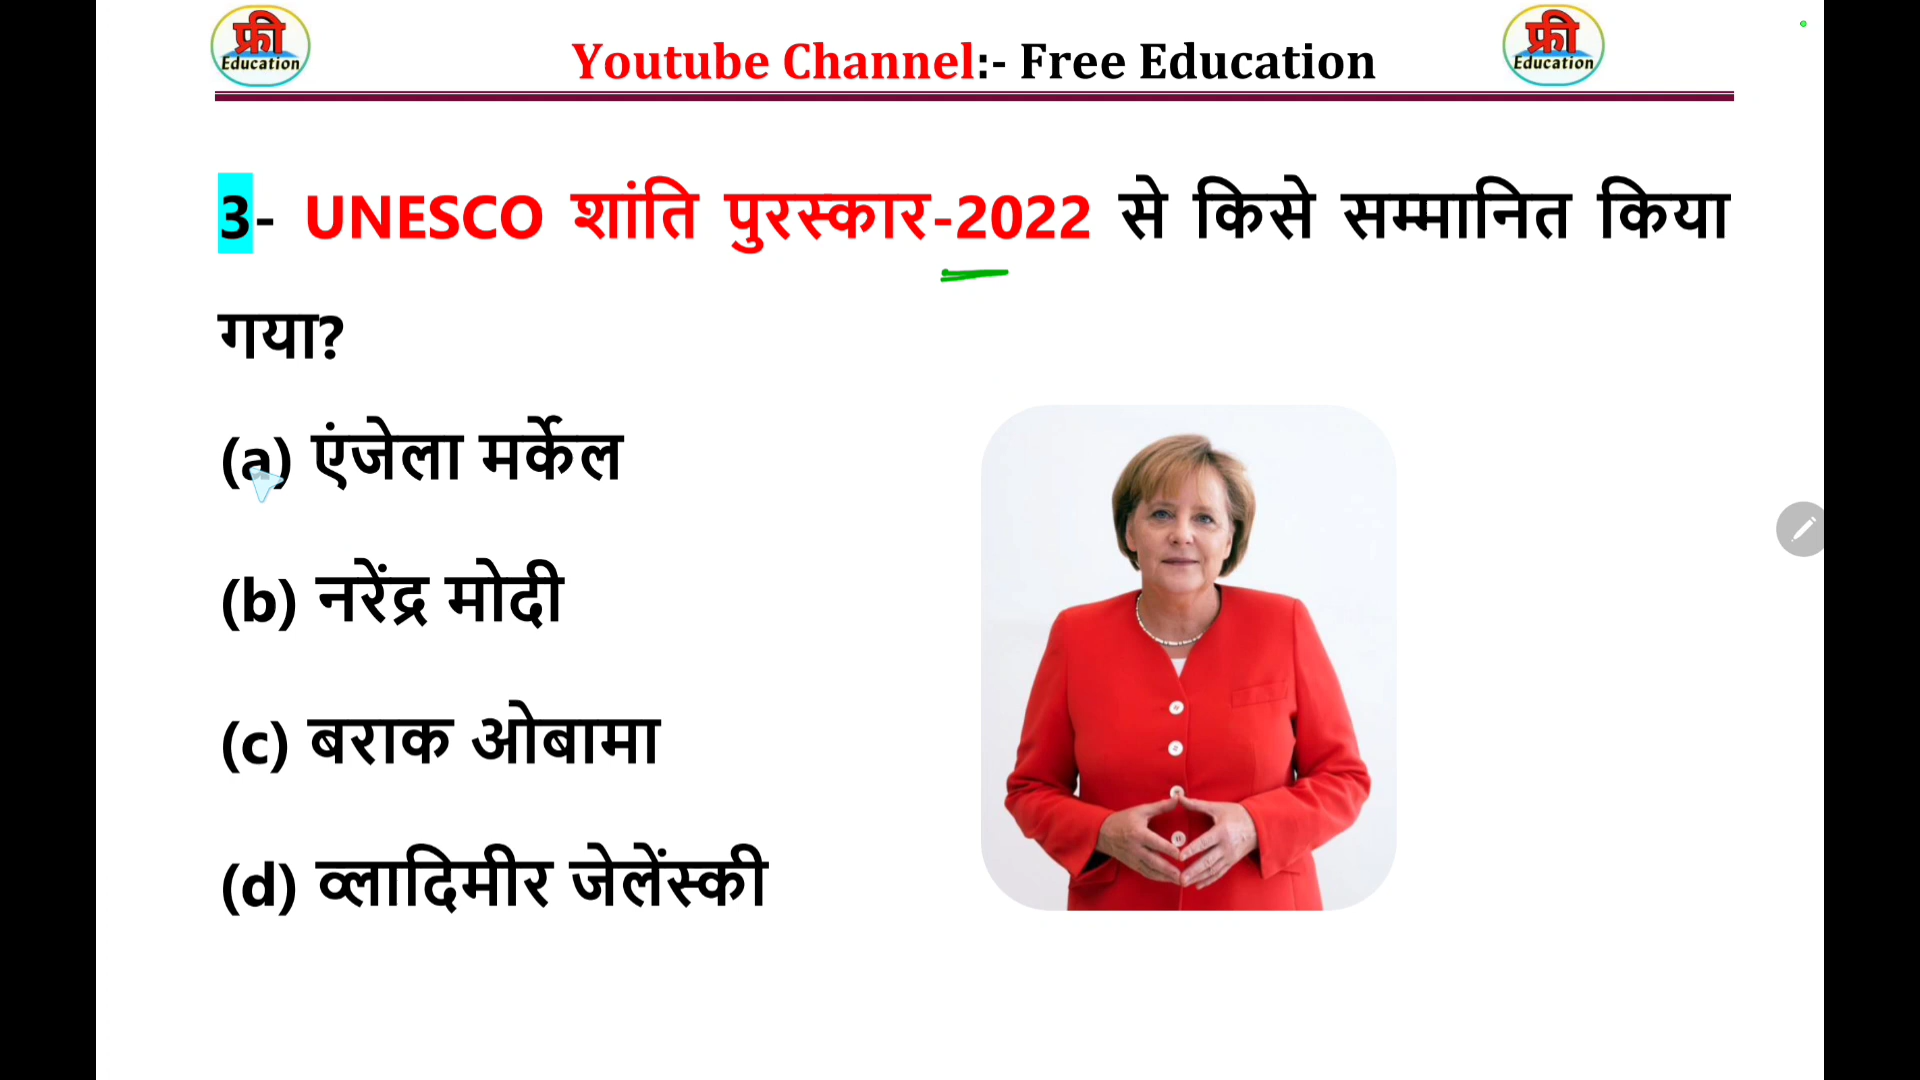 फ्री Education Youtube Channel:- Free Education फ्री Education
3- UNESCO शांति पुरस्कार-2022 से किसे सम्मानित किया
गया?
(a) एंजेला मर्केल
(b) नरेंद्र मोदी
(c) बराक ओबामा
(d) व्लादिमीर जेलेंस्की